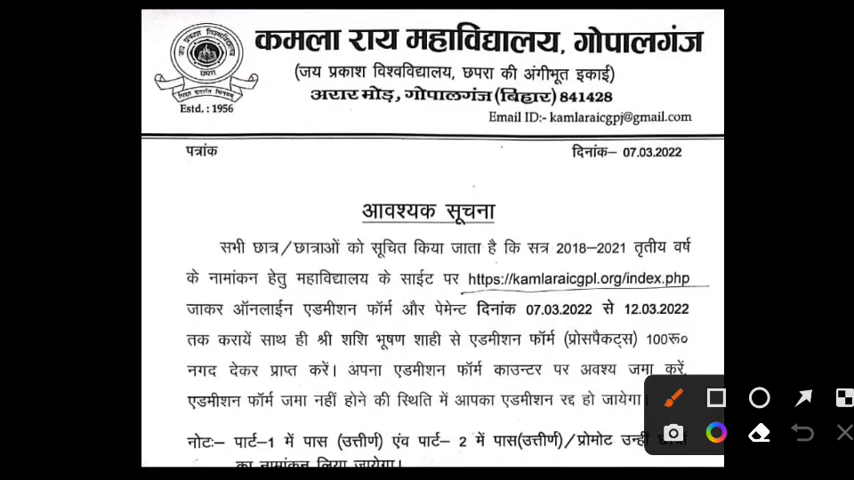 कमला राय महाविद्यालय, गोपालगंज
(जय प्रकाश विश्वविद्यालय, छपरा की अंगीभूत इकाई)
अरार मोड़, गोपालगंज (बिहार) 841428
Estd. : 1956
Email ID:- kamlaraicgpj@gmail.com
पत्रांक दिनांक– 07.03.2022
आवश्यक सूचना
सभी छात्र/छात्राओं को सूचित किया जाता है कि सत्र 2018–2021 तृतीय वर्ष
के नामांकन हेतु महाविद्यालय के साईट पर https://kamlaraicgpl.org/index.php
जाकर ऑनलाईन एडमीशन फॉर्म और पेमेन्ट दिनांक 07.03.2022 से 12.03.2022
तक करायें साथ ही श्री शशि भूषण शाही से एडमीशन फॉर्म (प्रोसपैकट्स) 100रू०
नगद देकर प्राप्त करें। अपना एडमीशन फॉर्म काउन्टर पर अवश्य जमा करें,
एडमीशन फॉर्म जमा नहीं होने की स्थिति में आपका एडमीशन रद्द हो जायेगा।
नोटः– पार्ट–1 में पास (उत्तीर्ण) एंव पार्ट– 2 में पास(उत्तीर्ण)/प्रोमोट उन्हीं
का नामांकन लिया जायेगा।